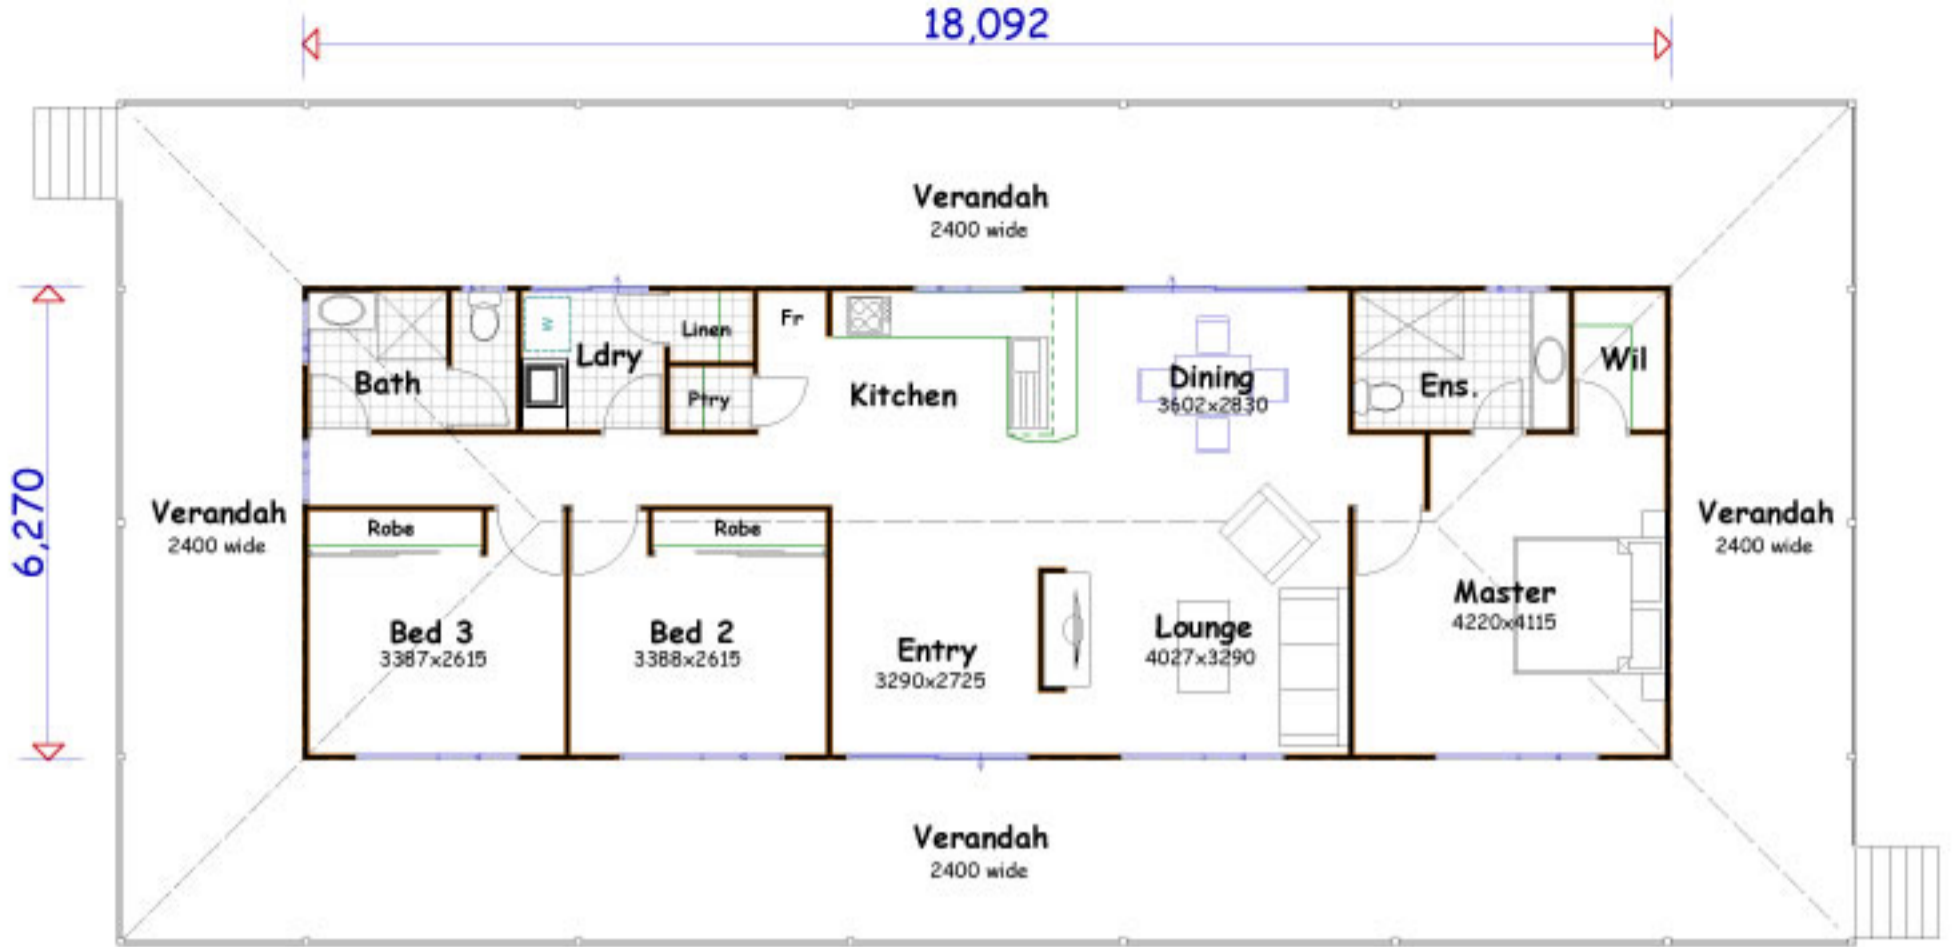 18,092
Verandah
2400 wide
6,270
Verandah
2400 wide
Bath
W
Ldry
Linen
Ptry
Fr
Kitchen
Dining
3602x2830
Ens.
Wil
Robe
Robe
Bed 3
3387x2615
Bed 2
3388x2615
Entry
3290x2725
Lounge
4027x3290
Master
4220x4115
Verandah
2400 wide
Verandah
2400 wide